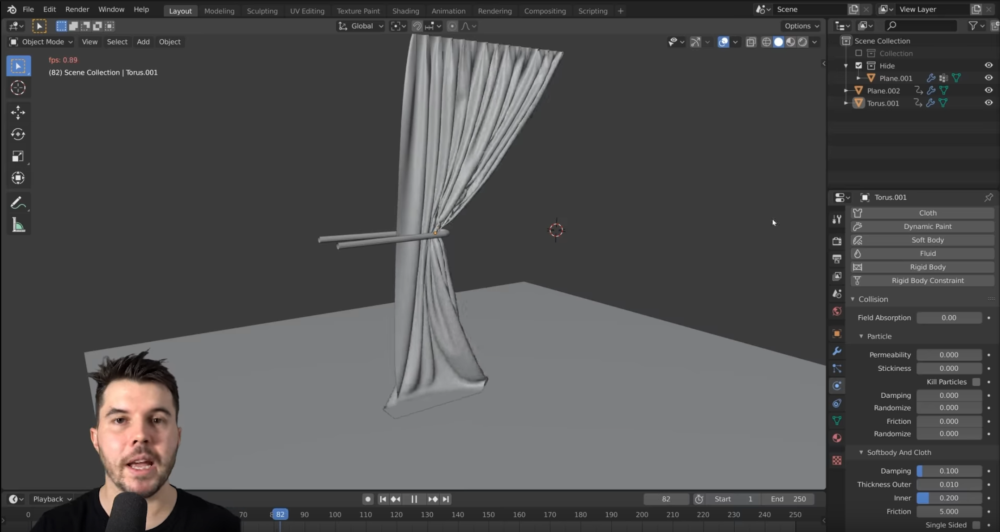 File Edit Render Window Help Layout Modeling Sculpting UV Editing Texture Paint Shading Animation Rendering Compositing Scripting + Scene View Layer
Global Options
Object Mode View Select Add Object
fps: 0.89
(82) Scene Collection | Torus.001
Scene Collection
Collection
Hide
Plane.001
Plane.002
Torus.001
Torus.001
Cloth
Dynamic Paint
Soft Body
Fluid
Rigid Body
Rigid Body Constraint
Collision
Field Absorption 0.00
Particle
Permeability 0.000
Stickiness 0.000
Kill Particles
Damping 0.000
Randomize 0.000
Friction 0.000
Randomize 0.000
Softbody And Cloth
Damping 0.100
Thickness Outer 0.010
Inner 0.200
Friction 5.000
Single Sided
Playback 82 Start 1 End 250
0 70 82 90 100 110 120 130 140 150 160 170 180 190 200 210 220 230 240 250